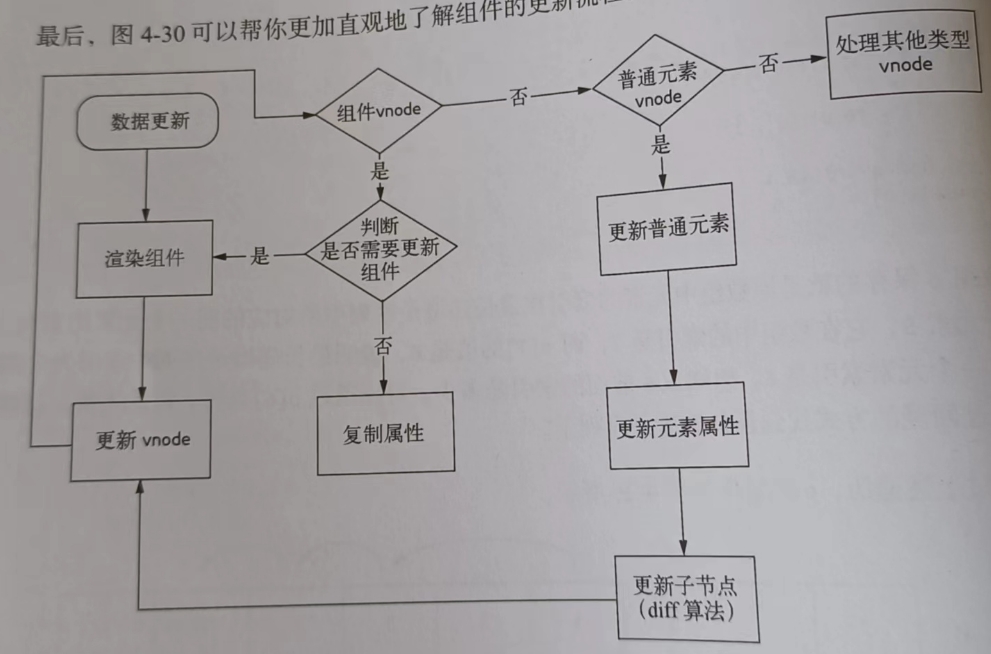 最后，图 4-30 可以帮你更加直观地了解组件的更新流程
数据更新
组件vnode
否
普通元素
vnode
否
处理其他类型
vnode
是
是
渲染组件
是
判断
是否需要更新
组件
更新普通元素
否
更新 vnode
复制属性
更新元素属性
更新子节点
（diff 算法）